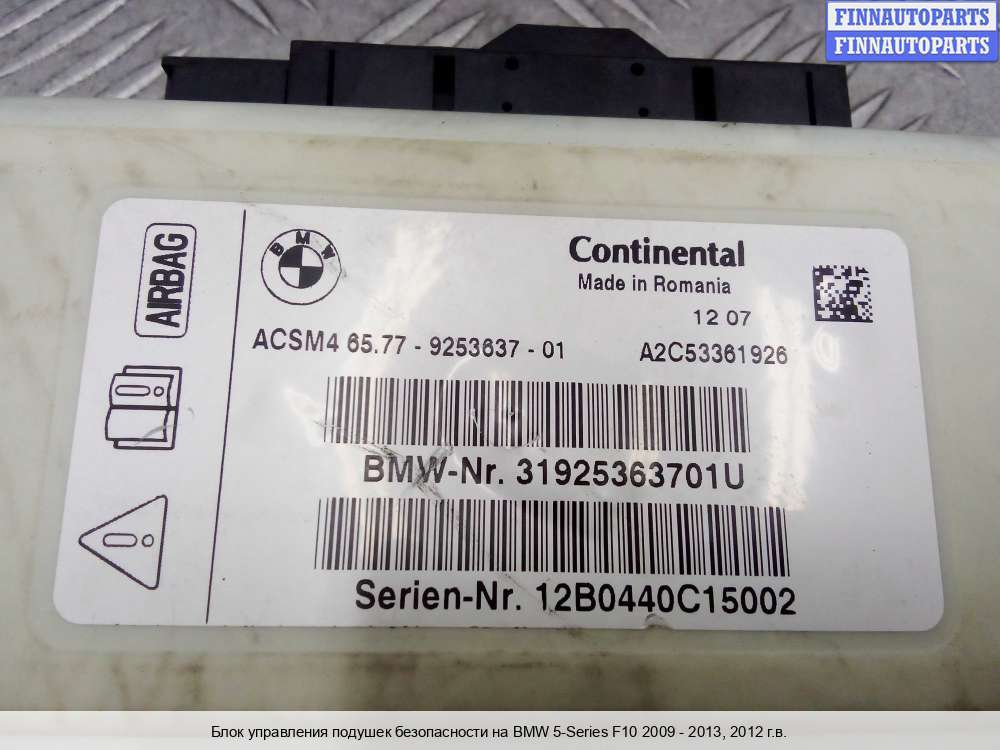 FINNAUTOPARTS
FINNAUTOPARTS
AIRBAG
BMW
Continental
Made in Romania
12 07
ACSM4 65.77 - 9253637 - 01 A2C53361926
BMW-Nr. 31925363701U
Serien-Nr. 12B0440C15002
Блок управления подушек безопасности на BMW 5-Series F10 2009 - 2013, 2012 г.в.